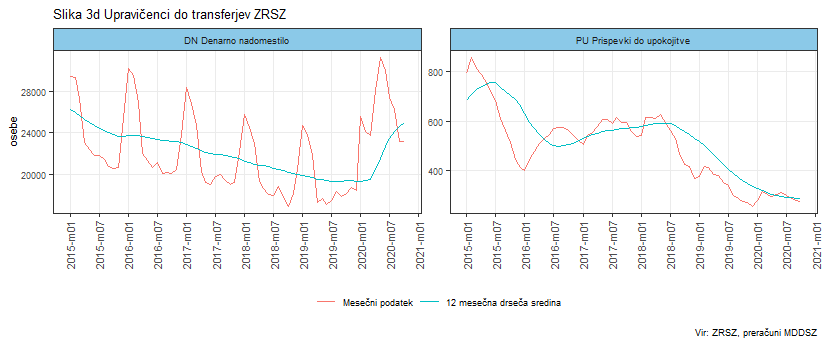 Slika 3d Upravičenci do transferjev ZRSZ
DN Denarno nadomestilo
PU Prispevki do upokojitve
osebe
28000
24000
20000
800
600
400
2015-m01
2015-m07
2016-m01
2016-m07
2017-m01
2017-m07
2018-m01
2018-m07
2019-m01
2019-m07
2020-m01
2020-m07
2021-m01
2015-m01
2015-m07
2016-m01
2016-m07
2017-m01
2017-m07
2018-m01
2018-m07
2019-m01
2019-m07
2020-m01
2020-m07
2021-m01
Mesečni podatek
12 mesečna drseča sredina
Vir: ZRSZ, preračuni MDDSZ